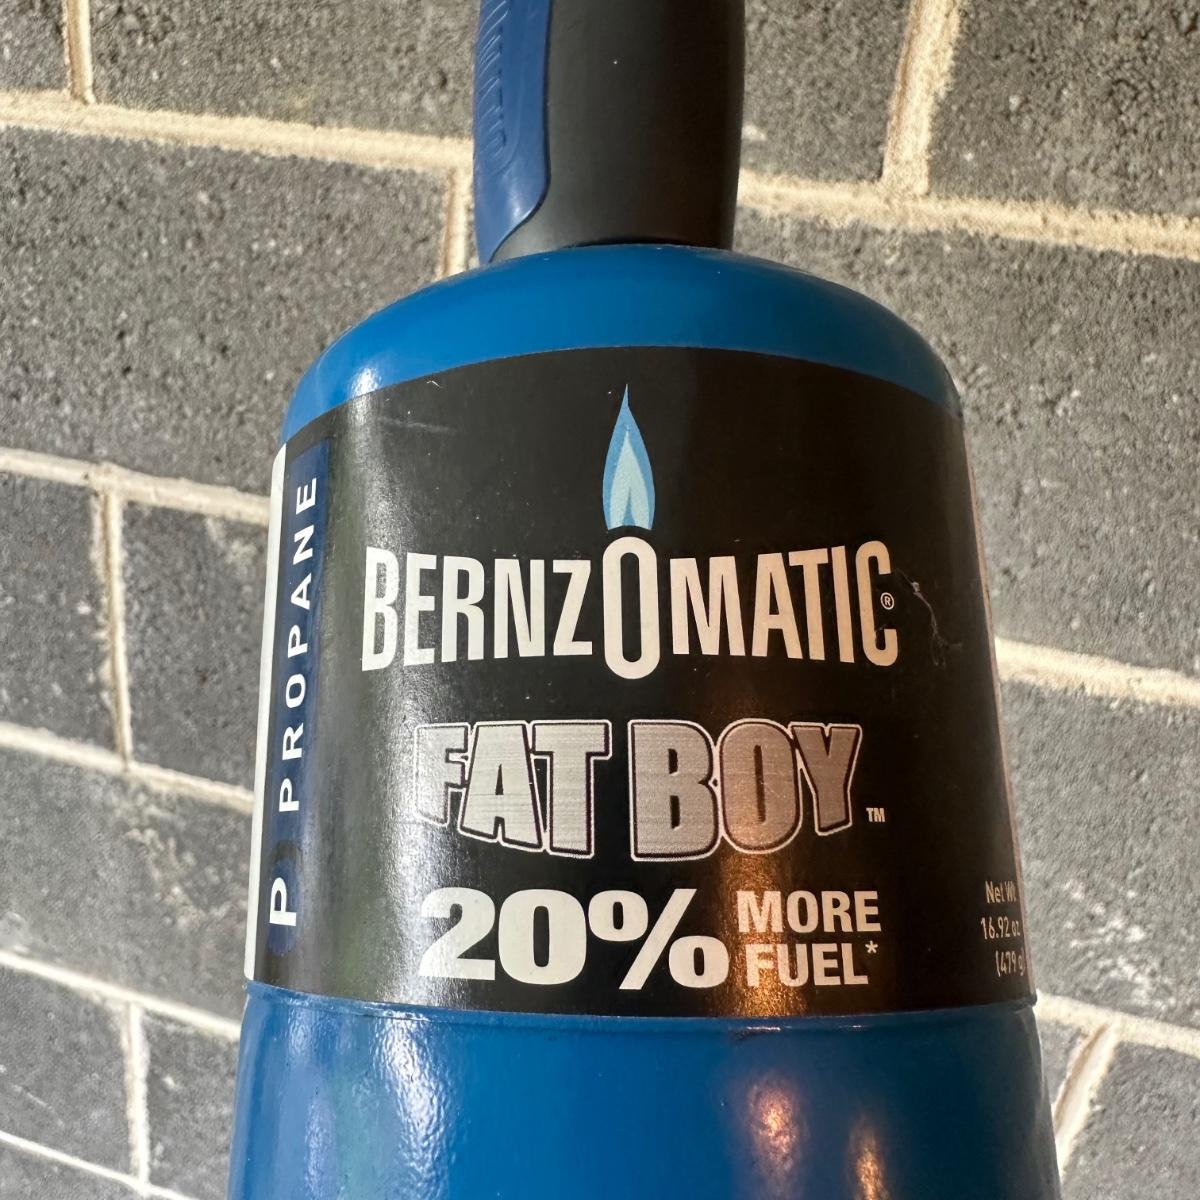 BERNZOMATIC®
FAT BOY™
20% MORE
FUEL*
P PROPANE
Net Wt
16.92 oz
(479 g)